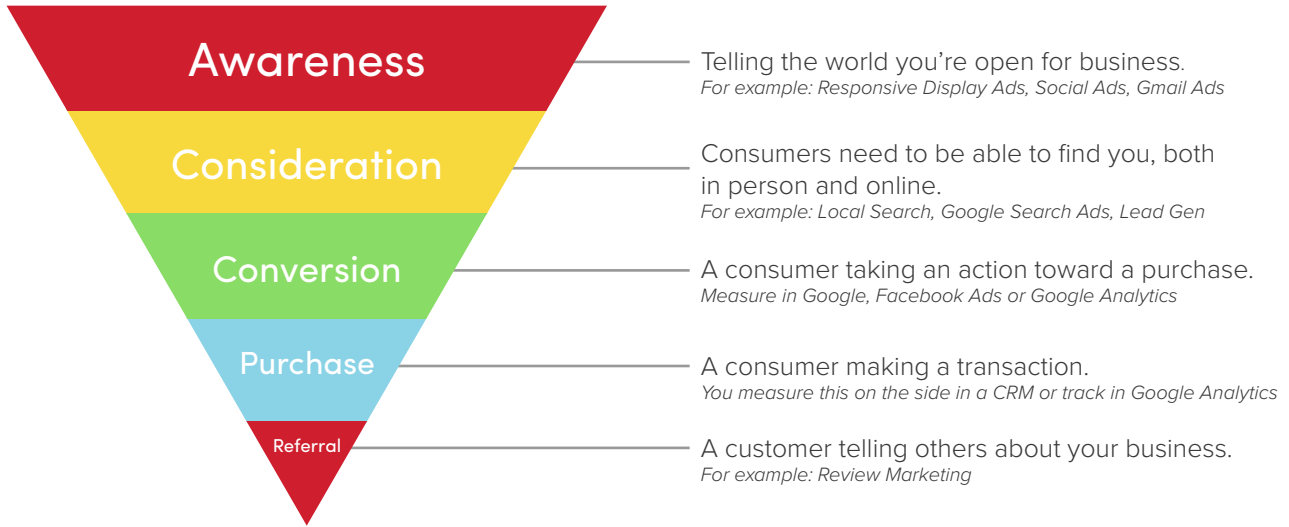 Awareness
Telling the world you’re open for business.
For example: Responsive Display Ads, Social Ads, Gmail Ads
Consideration
Consumers need to be able to find you, both
in person and online.
For example: Local Search, Google Search Ads, Lead Gen
Conversion
A consumer taking an action toward a purchase.
Measure in Google, Facebook Ads or Google Analytics
Purchase
A consumer making a transaction.
You measure this on the side in a CRM or track in Google Analytics
Referral
A customer telling others about your business.
For example: Review Marketing